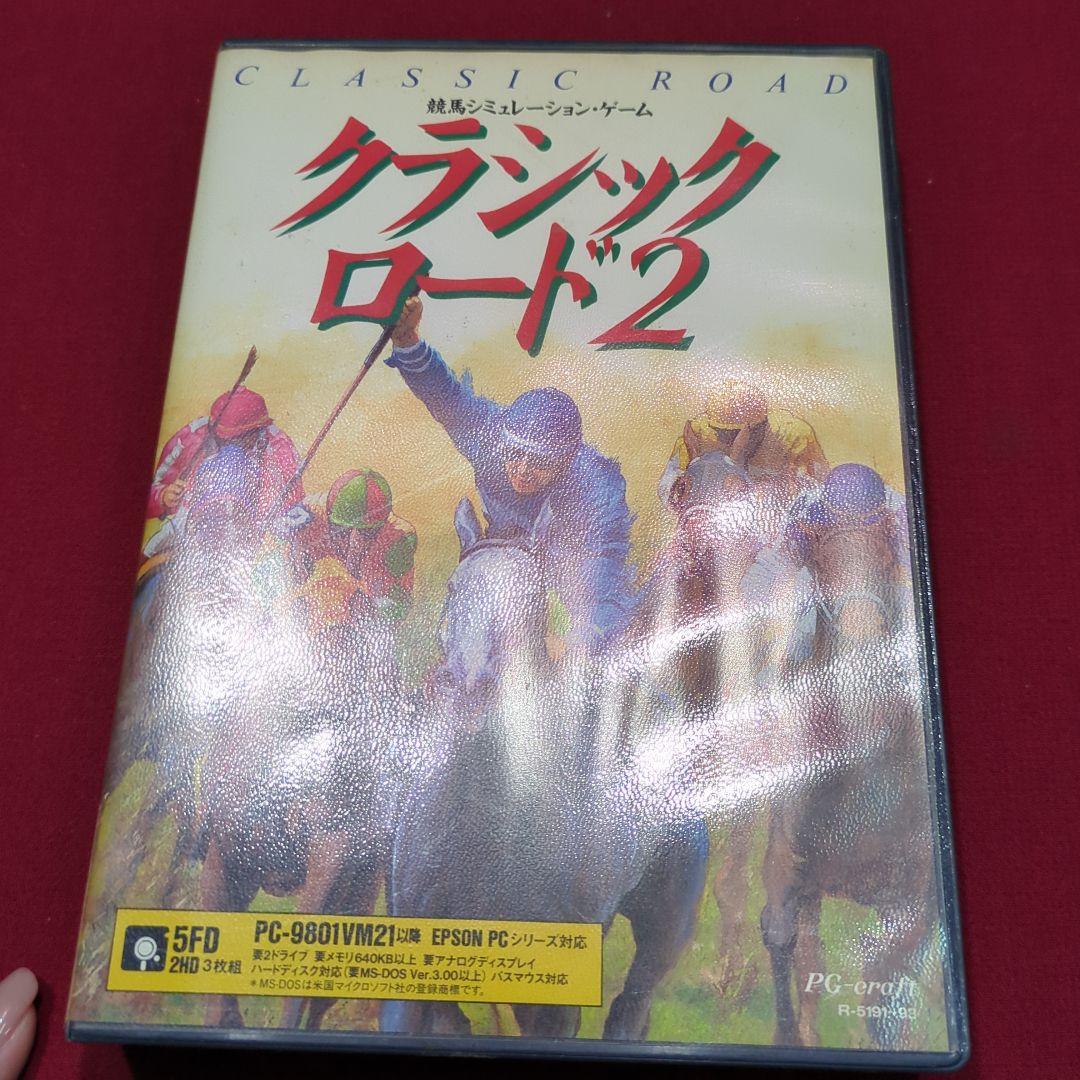 CLASSIC ROAD
競馬シミュレーション・ゲーム
クラシック
ロード2
5FD
2HD 3枚組
PC-9801VM21以降 EPSON PCシリーズ対応
要2ドライブ 要メモリ640KB以上 要アナログディスプレイ
ハードディスク対応(要MS-DOS Ver.3.00以上) バスマウス対応
*MS-DOSは米国マイクロソフト社の登録商標です。
PG-craft
R-5191・93